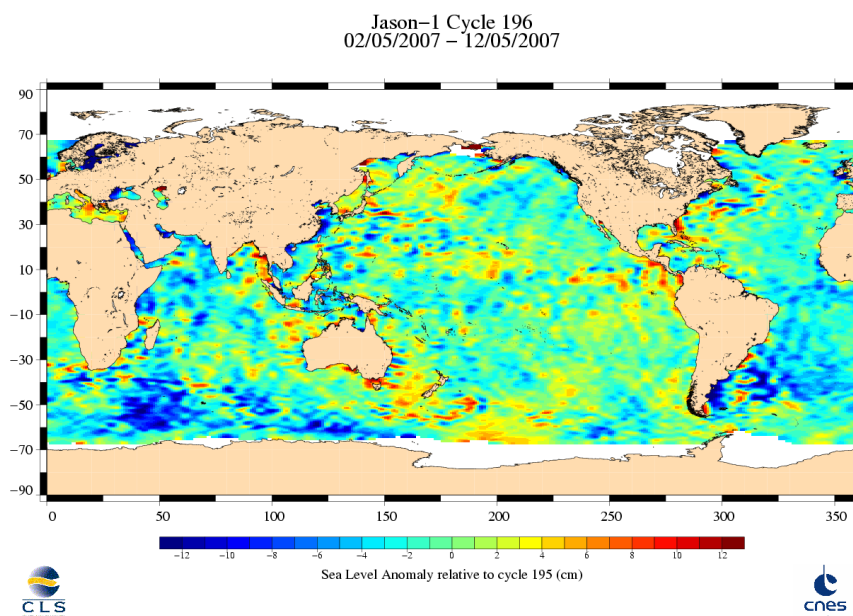 Jason−1 Cycle 196
02/05/2007 − 12/05/2007
90
70
50
30
10
−10
−30
−50
−70
−90
0 50 100 150 200 250 300 350
−12 −10 −8 −6 −4 −2 0 2 4 6 8 10 12
Sea Level Anomaly relative to cycle 195 (cm)
CLS
cnes